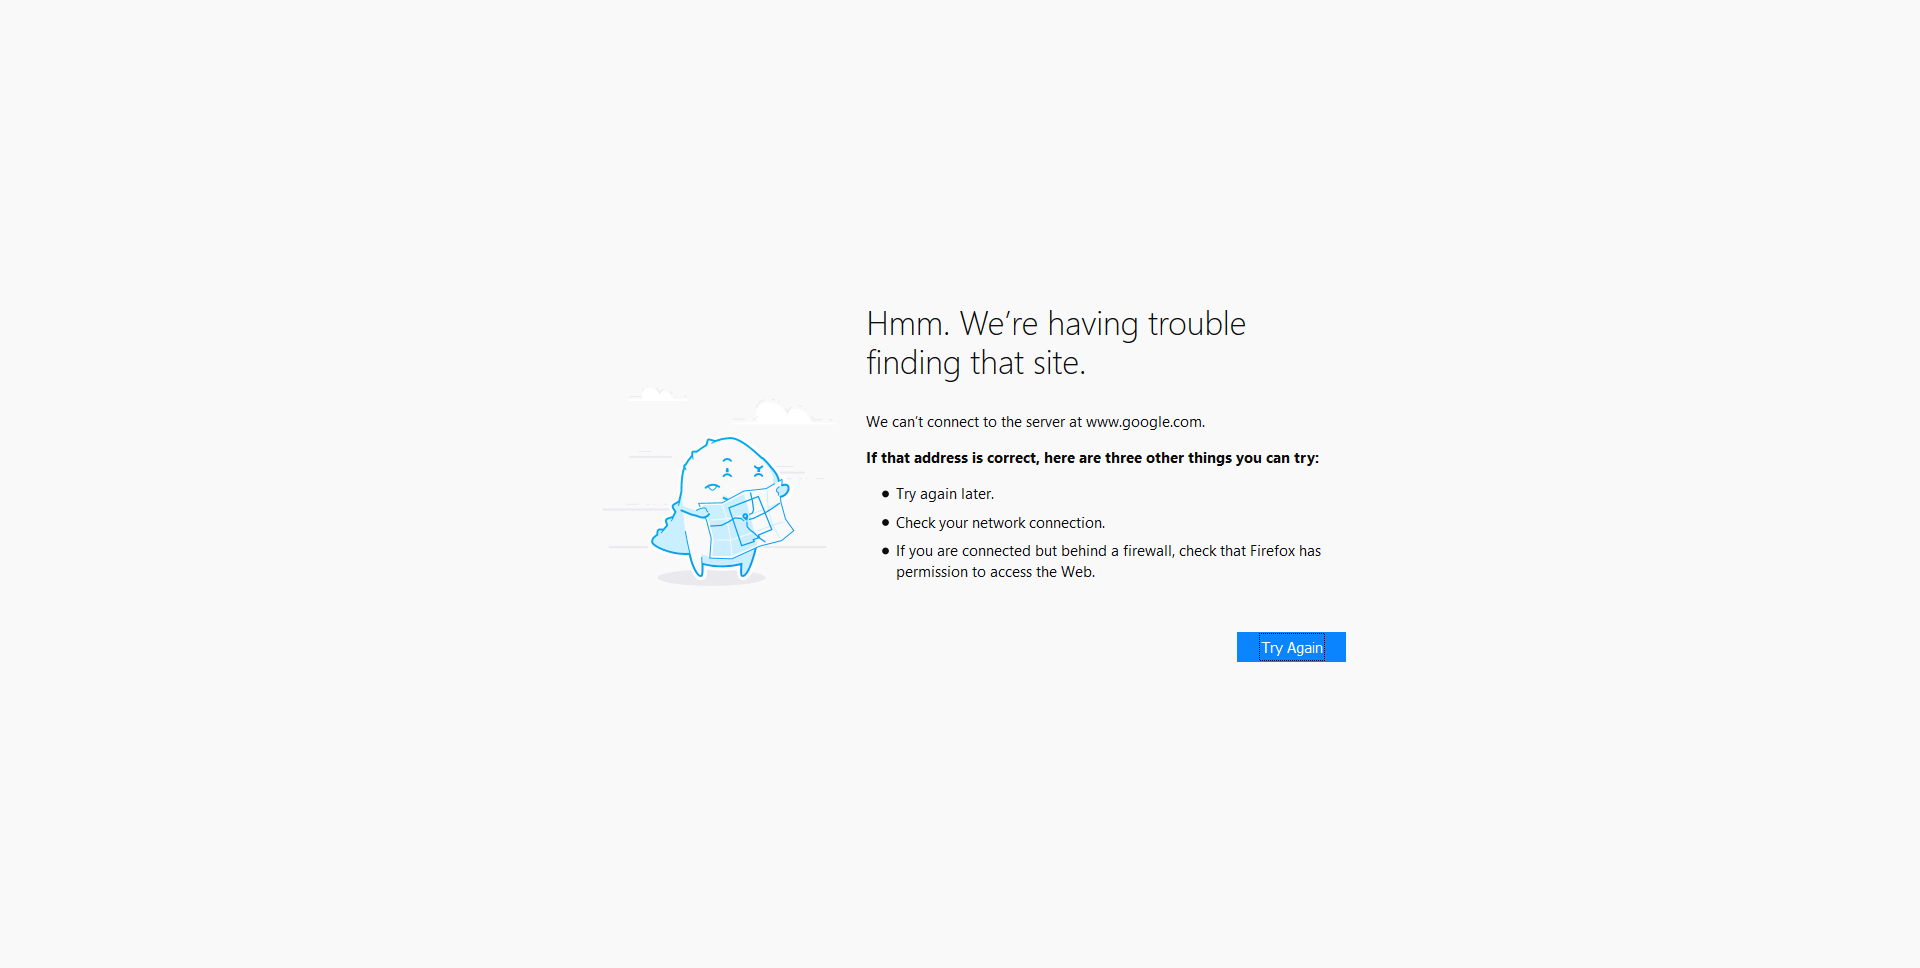 Hmm. We’re having trouble
finding that site.
We can’t connect to the server at www.google.com.
If that address is correct, here are three other things you can try:
• Try again later.
• Check your network connection.
• If you are connected but behind a firewall, check that Firefox has
permission to access the Web.
Try Again